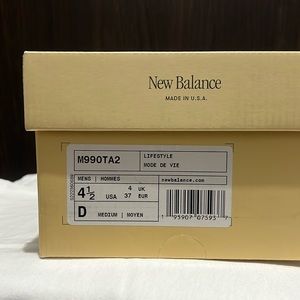 New Balance
MADE IN U.S.A.
M990TA2
LIFESTYLE
MODE DE VIE
MENS | HOMMES
newbalance.com
4 1/2 USA
4 UK
37 EUR
D MEDIUM | MOYEN